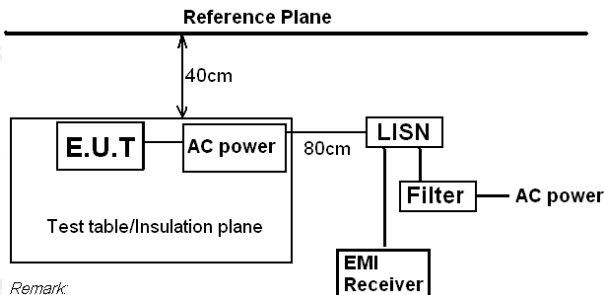 Reference Plane
40cm
E.U.T
AC power
80cm
LISN
Filter
AC power
Test table/Insulation plane
EMI
Receiver
Remark: